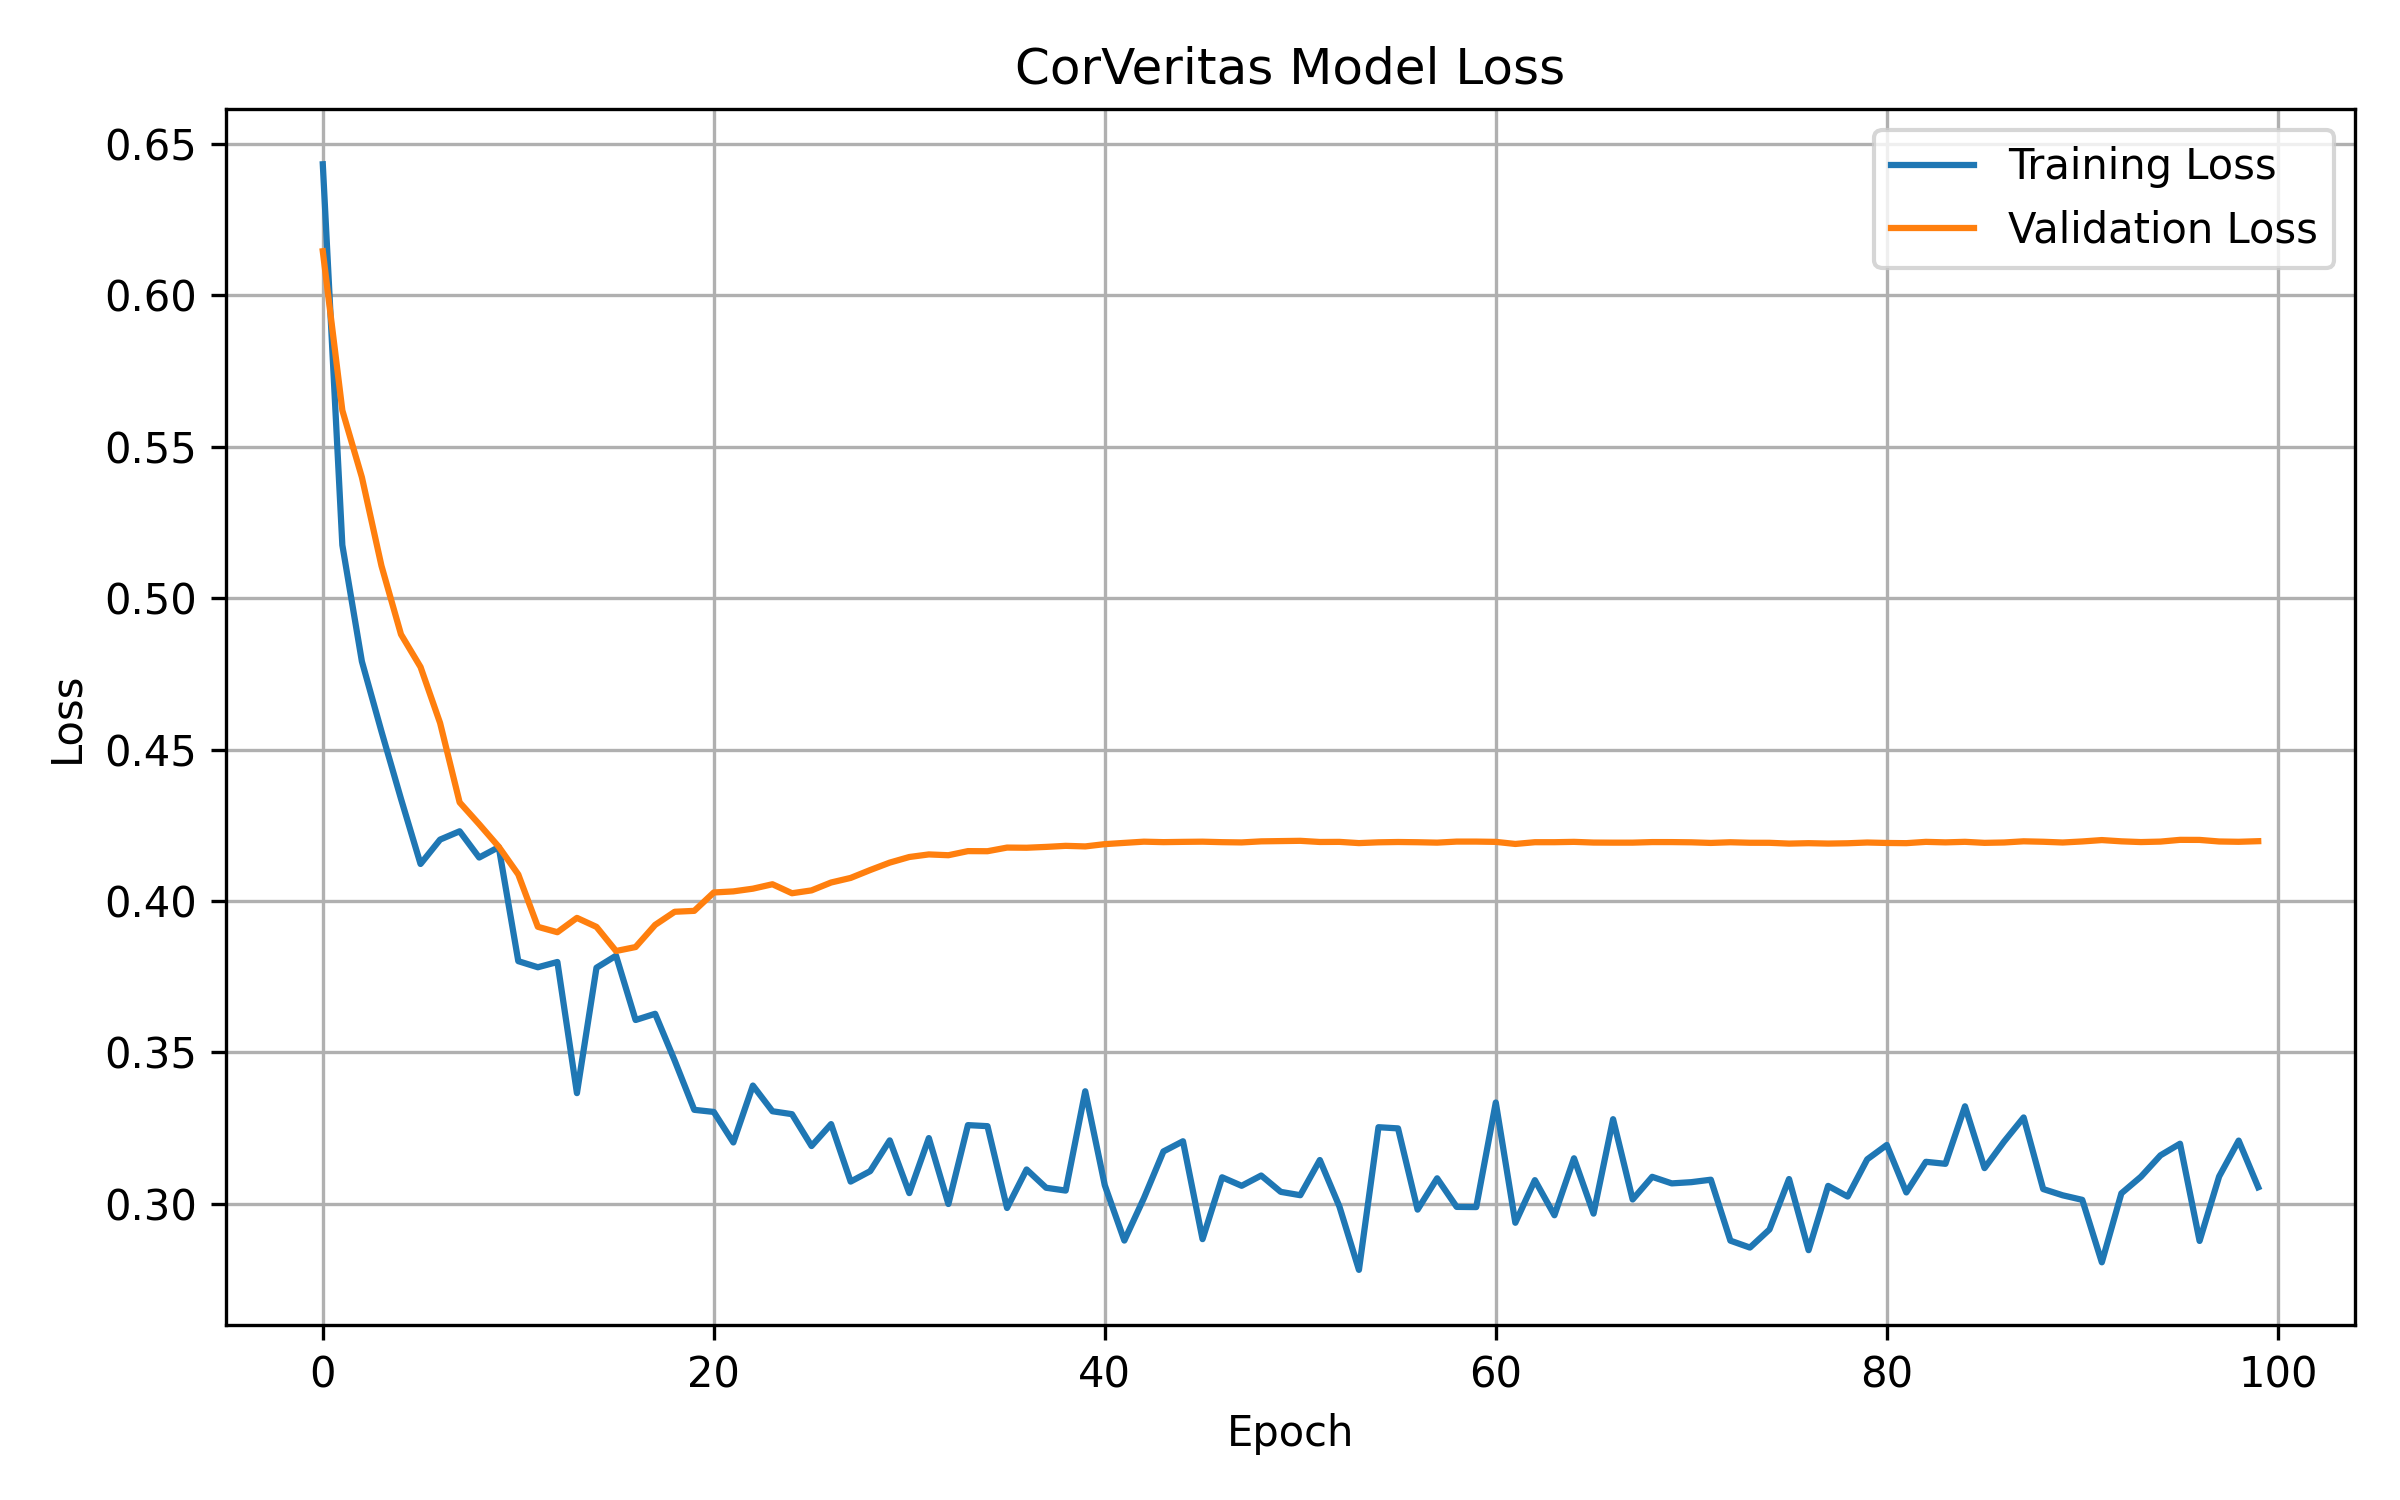 CorVeritas Model Loss
Training Loss
Validation Loss
0.65
0.60
0.55
0.50
0.45
0.40
0.35
0.30
Loss
0 20 40 60 80 100
Epoch